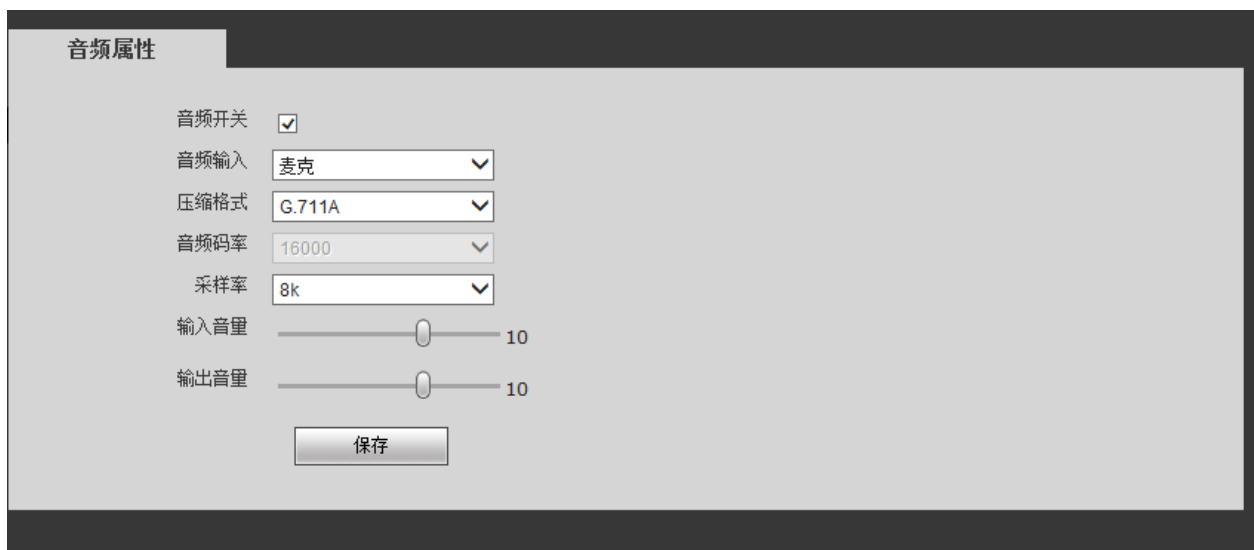 音频属性
音频开关
音频输入 麦克
压缩格式 G.711A
音频码率 16000
采样率 8k
输入音量 10
输出音量 10
保存